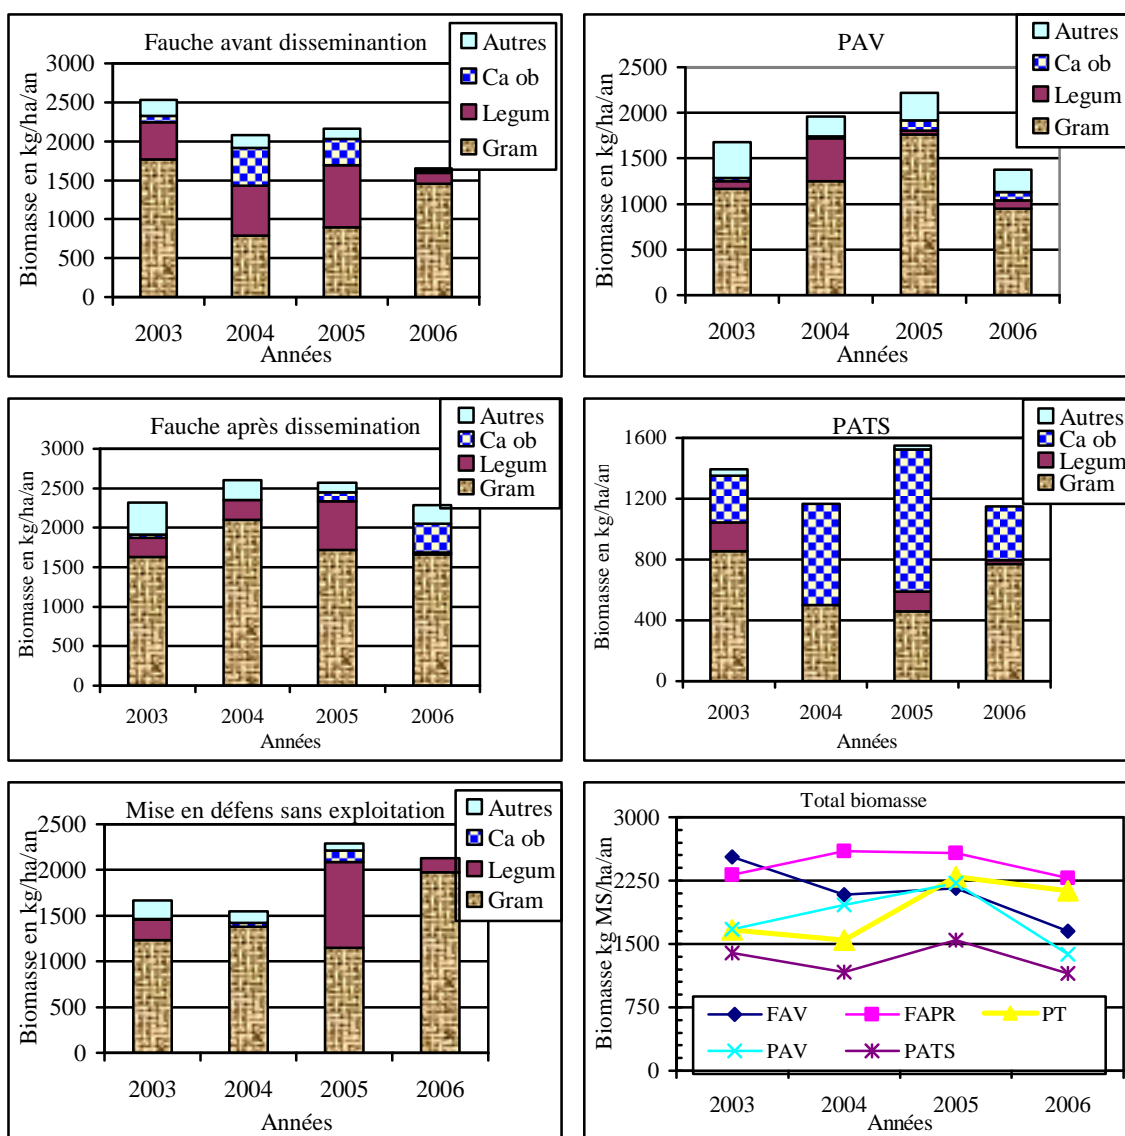 Fauche avant disseminantion
Autres
Ca ob
Legum
Gram
Biomasse en kg/ha/an
3000
2500
2000
1500
1000
500
0
2003 2004 2005 2006
Années
PAV
Autres
Ca ob
Legum
Gram
Biomasse en kg/ha/an
2500
2000
1500
1000
500
0
2003 2004 2005 2006
Années
Fauche après dissemination
Autres
Ca ob
Legum
Gram
Biomasse en kg/ha/an
3000
2500
2000
1500
1000
500
0
2003 2004 2005 2006
Années
PATS
Autres
Ca ob
Legum
Gram
Biomasse en kg/ha/an
1600
1200
800
400
0
2003 2004 2005 2006
Années
Mise en défens sans exploitation
Autres
Ca ob
Legum
Gram
Biomasse en kg/ha/an
2500
2000
1500
1000
500
0
2003 2004 2005 2006
Années
Total biomasse
Biomasse kg MS/ha/an
3000
2250
1500
750
0
FAV FAPR PT
PAV PATS
2003 2004 2005 2006
Années